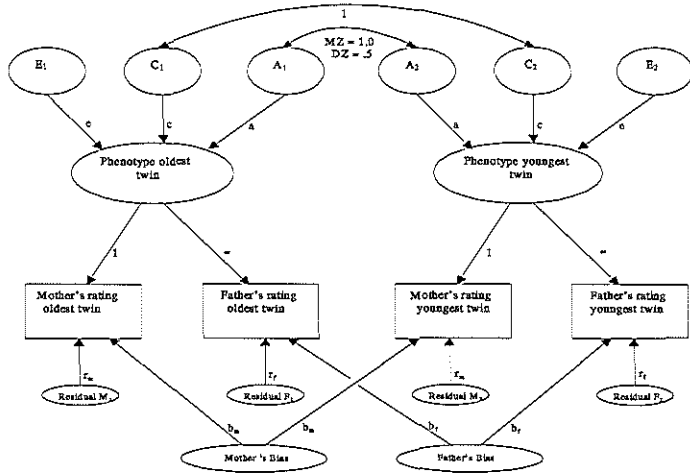 1
MZ = 1,0
DZ = .5
E1
C1
A1
A2
C2
E2
e
c
a
a
c
e
Phenotype oldest
twin
Phenotype youngest
twin
1
1
Mother's rating
oldest twin
Father's rating
oldest twin
Mother's rating
youngest twin
Father's rating
youngest twin
rm
rf
rm
rf
Residual M
Residual F1
Residual M
Residual F2
bm
bm
bf
bf
Mother's Bias
Father's Bias